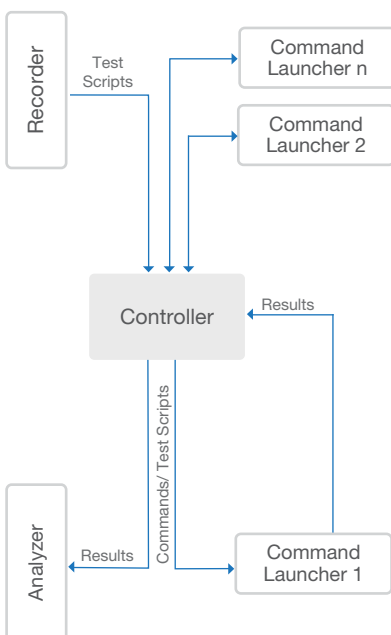 Recorder
Test
Scripts
Command
Launcher n
Command
Launcher 2
Controller
Results
Commands/ Test Scripts
Analyzer
Results
Command
Launcher 1